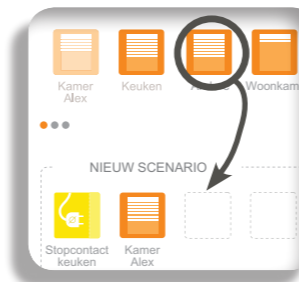 Kamer Keuken Woonkam
Alex
NIEUW SCENARIO
Stopcontact Kamer
keuken Alex